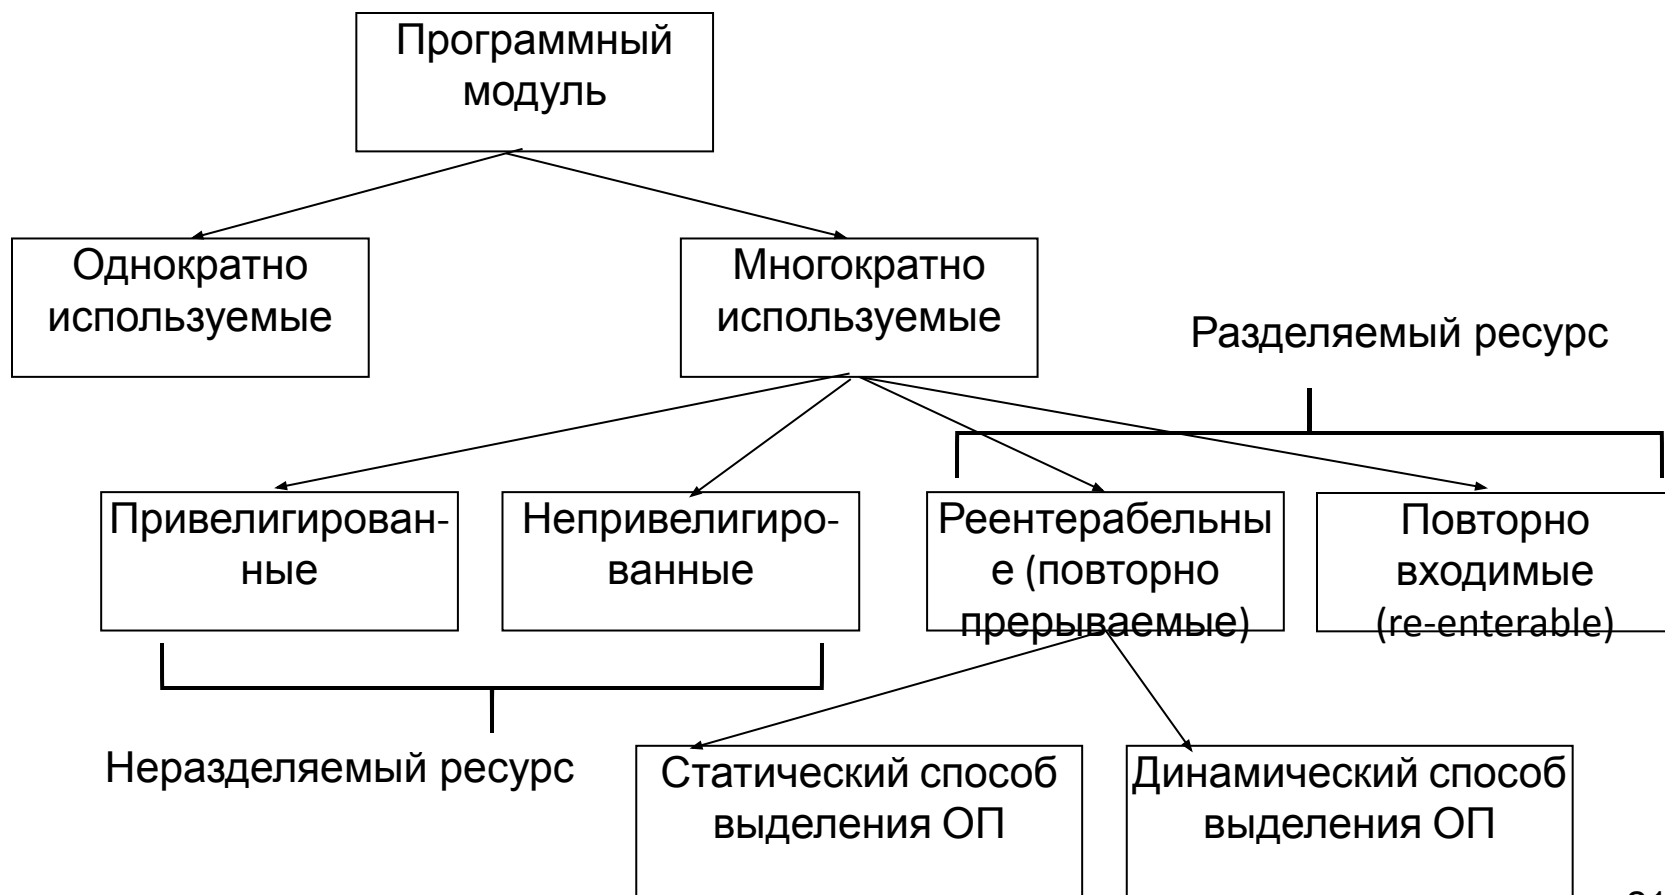 Программный
модуль
Однократно
используемые
Многократно
используемые
Разделяемый ресурс
Привелигирован-
ные
Непривелигиро-
ванные
Реентерабельны
е (повторно
прерываемые)
Повторно
входимые
(re-enterable)
Неразделяемый ресурс
Статический способ
выделения ОП
Динамический способ
выделения ОП